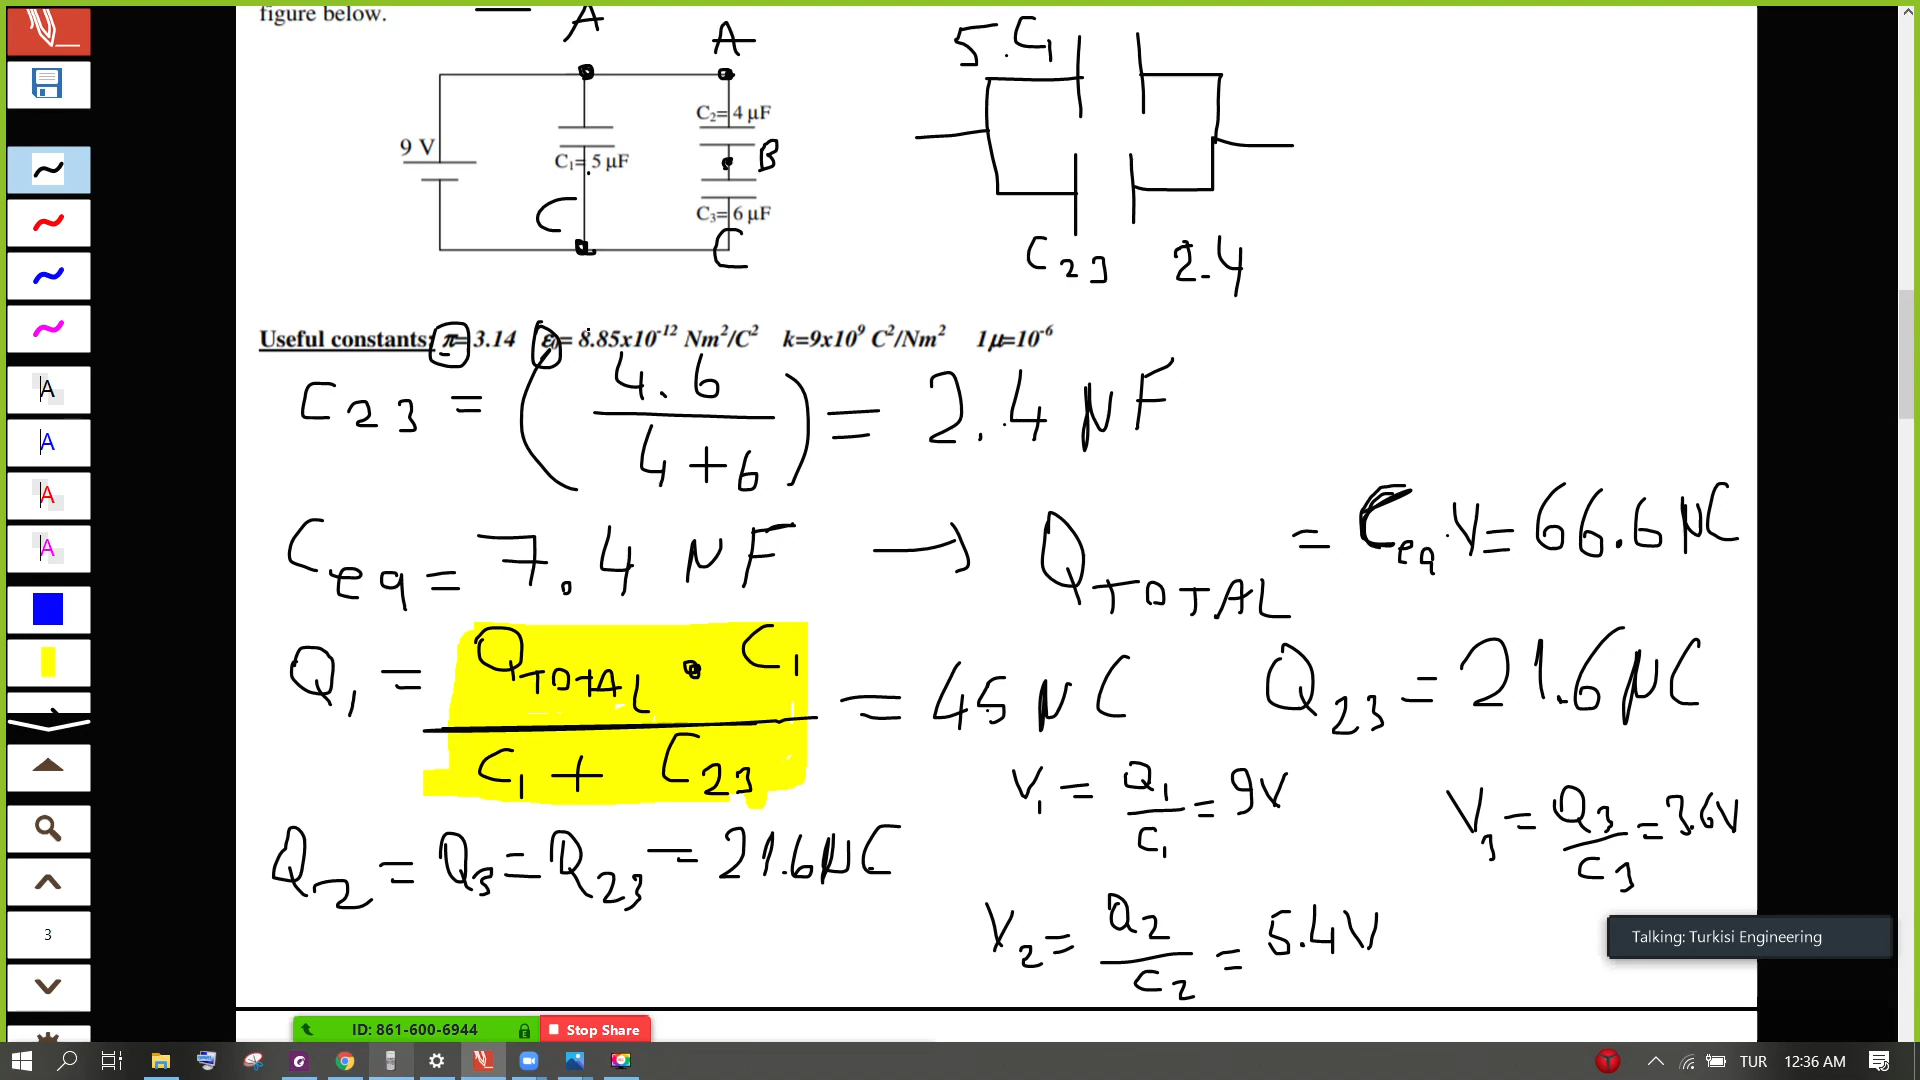 figure below.
A
A
5.C₁
C₂= 4 μF
9 V
C₁= 5 μF
B
C
C₃= 6 μF
C
C₂₃ 2.4
Useful constants: π= 3.14 ε₀= 8.85x10⁻¹² Nm²/C² k=9x10⁹ C²/Nm² 1μ=10⁻⁶
C₂₃ = (4.6 / 4+6) = 2.4 μF
Ceq = 7.4 μF → QTOTAL = Ceq.V = 66.6 μC
Q₁ = QTOTAL . C₁ / C₁ + C₂₃ = 45 μC
Q₂₃ = 21.6 μC
V₁ = Q₁/C₁ = 9V
V₃ = Q₃/C₃ = 3.6V
Q₂ = Q₃ = Q₂₃ = 21.6 μC
V₂ = Q₂/C₂ = 5.4V
A
A
A
A
3
Talking: Turkisi Engineering
ID: 861-600-6944
Stop Share
TUR
12:36 AM